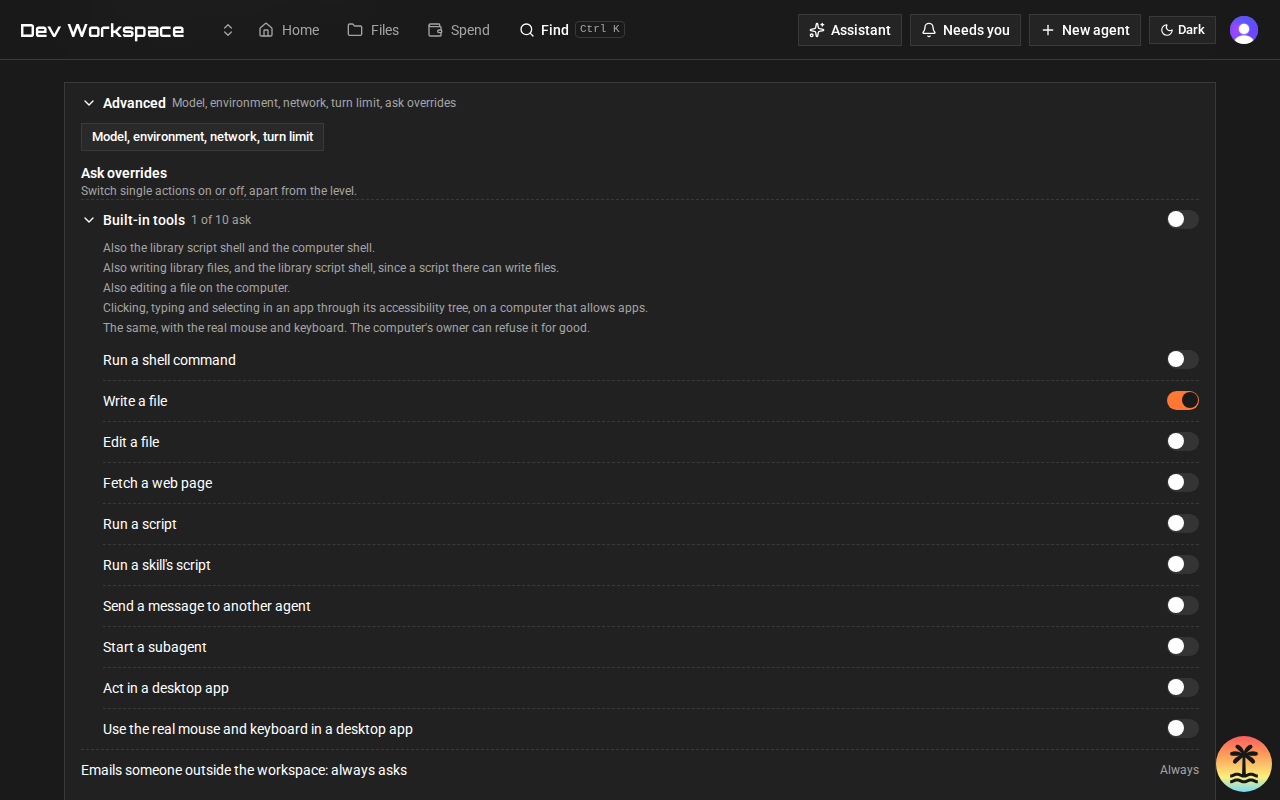 Dev Workspace
Home
Files
Spend
Find Ctrl K
Assistant
Needs you
New agent
Dark
Advanced Model, environment, network, turn limit, ask overrides
Model, environment, network, turn limit
Ask overrides
Switch single actions on or off, apart from the level.
Built-in tools 1 of 10 ask
Also the library script shell and the computer shell.
Also writing library files, and the library script shell, since a script there can write files.
Also editing a file on the computer.
Clicking, typing and selecting in an app through its accessibility tree, on a computer that allows apps.
The same, with the real mouse and keyboard. The computer's owner can refuse it for good.
Run a shell command
Write a file
Edit a file
Fetch a web page
Run a script
Run a skill's script
Send a message to another agent
Start a subagent
Act in a desktop app
Use the real mouse and keyboard in a desktop app
Emails someone outside the workspace: always asks Always